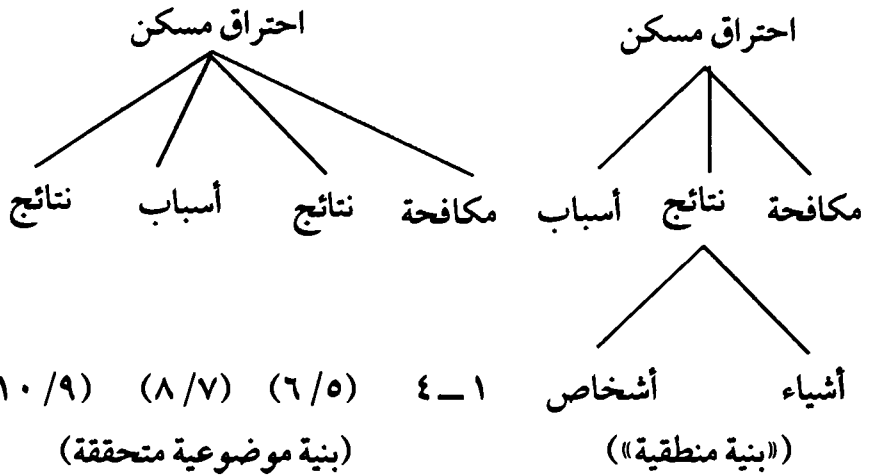 احتراق مسكن احتراق مسكن
مكافحة نتائج أسباب مكافحة نتائج أسباب نتائج
أشياء أشخاص ١ – ٤ (٥/ ٦) (٧/ ٨) (٩/ ١٠
(«بنية منطقية») (بنية موضوعية متحققة)